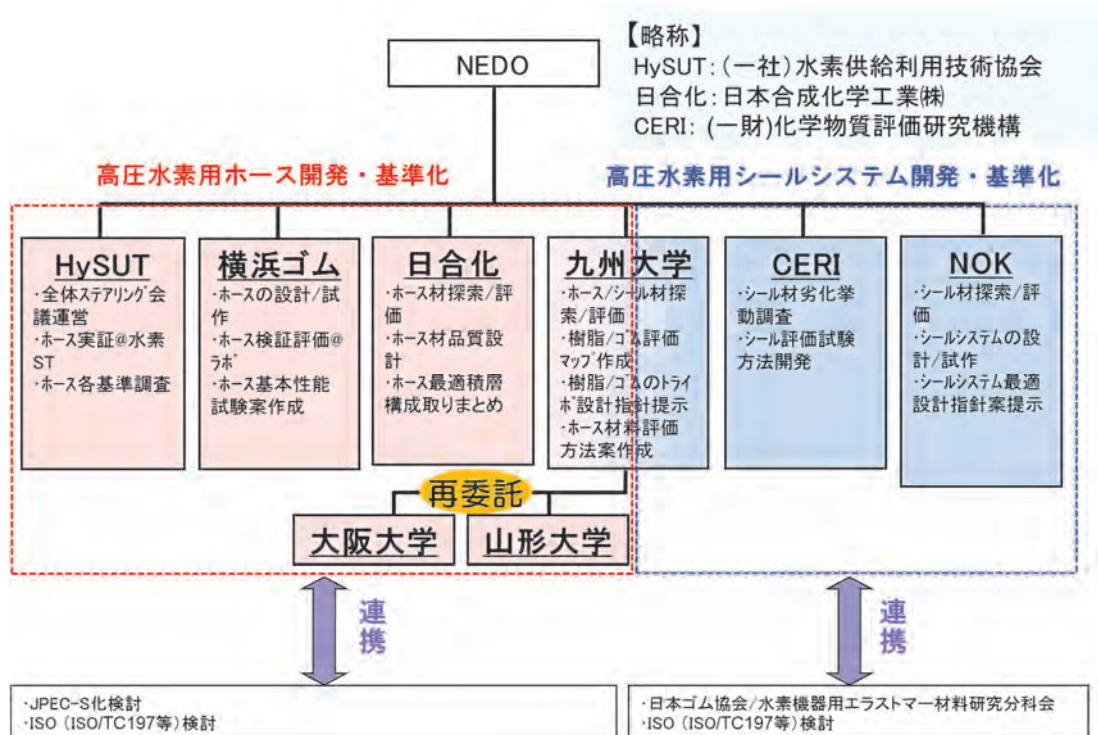 NEDO
【略称】
HySUT：(一社)水素供給利用技術協会
日合化：日本合成化学工業㈱
CERI： (一財)化学物質評価研究機構
高圧水素用ホース開発・基準化
高圧水素用シールシステム開発・基準化
HySUT
・全体ステアリング会
議運営
・ホース実証@水素
ST
・ホース各基準調査
横浜ゴム
・ホースの設計/試
作
・ホース検証評価@
ラボ
・ホース基本性能
試験案作成
日合化
・ホース材探索/評
価
・ホース材品質設
計
・ホース最適積層
構成取りまとめ
九州大学
・ホース/シール材探
索/評価
・樹脂/ゴム評価
マップ作成
・樹脂/ゴムのトライ
ボ設計指針提示
・ホース材料評価
方法案作成
CERI
・シール材劣化挙
動調査
・シール評価試験
方法開発
NOK
・シール材探索/評
価
・シールシステムの設
計/試作
・シールシステム最適
設計指針案提示
再委託
大阪大学
山形大学
連携
連携
・JPEC-S化検討
・ISO (ISO/TC197等)検討
・日本ゴム協会/水素機器用エラストマー材料研究分科会
・ISO (ISO/TC197等)検討